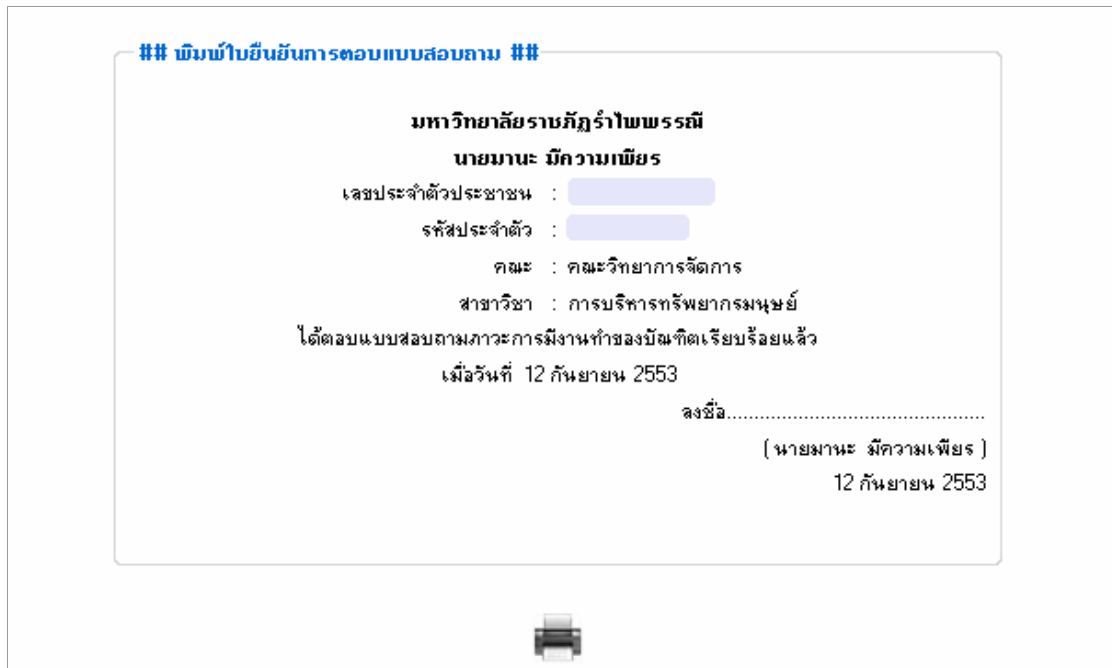 ## พิมพ์ใบยืนยันการตอบแบบสอบถาม ##
มหาวิทยาลัยราชภัฏรำไพพรรณี
นายมานะ มีความเพียร
เลขประจำตัวประชาชน :
รหัสประจำตัว :
คณะ : คณะวิทยาการจัดการ
สาขาวิชา : การบริหารทรัพยากรมนุษย์
ได้ตอบแบบสอบถามภาวะการมีงานทำของบัณฑิตเรียบร้อยแล้ว
เมื่อวันที่ 12 กันยายน 2553
ลงชื่อ...............................................
( นายมานะ มีความเพียร )
12 กันยายน 2553